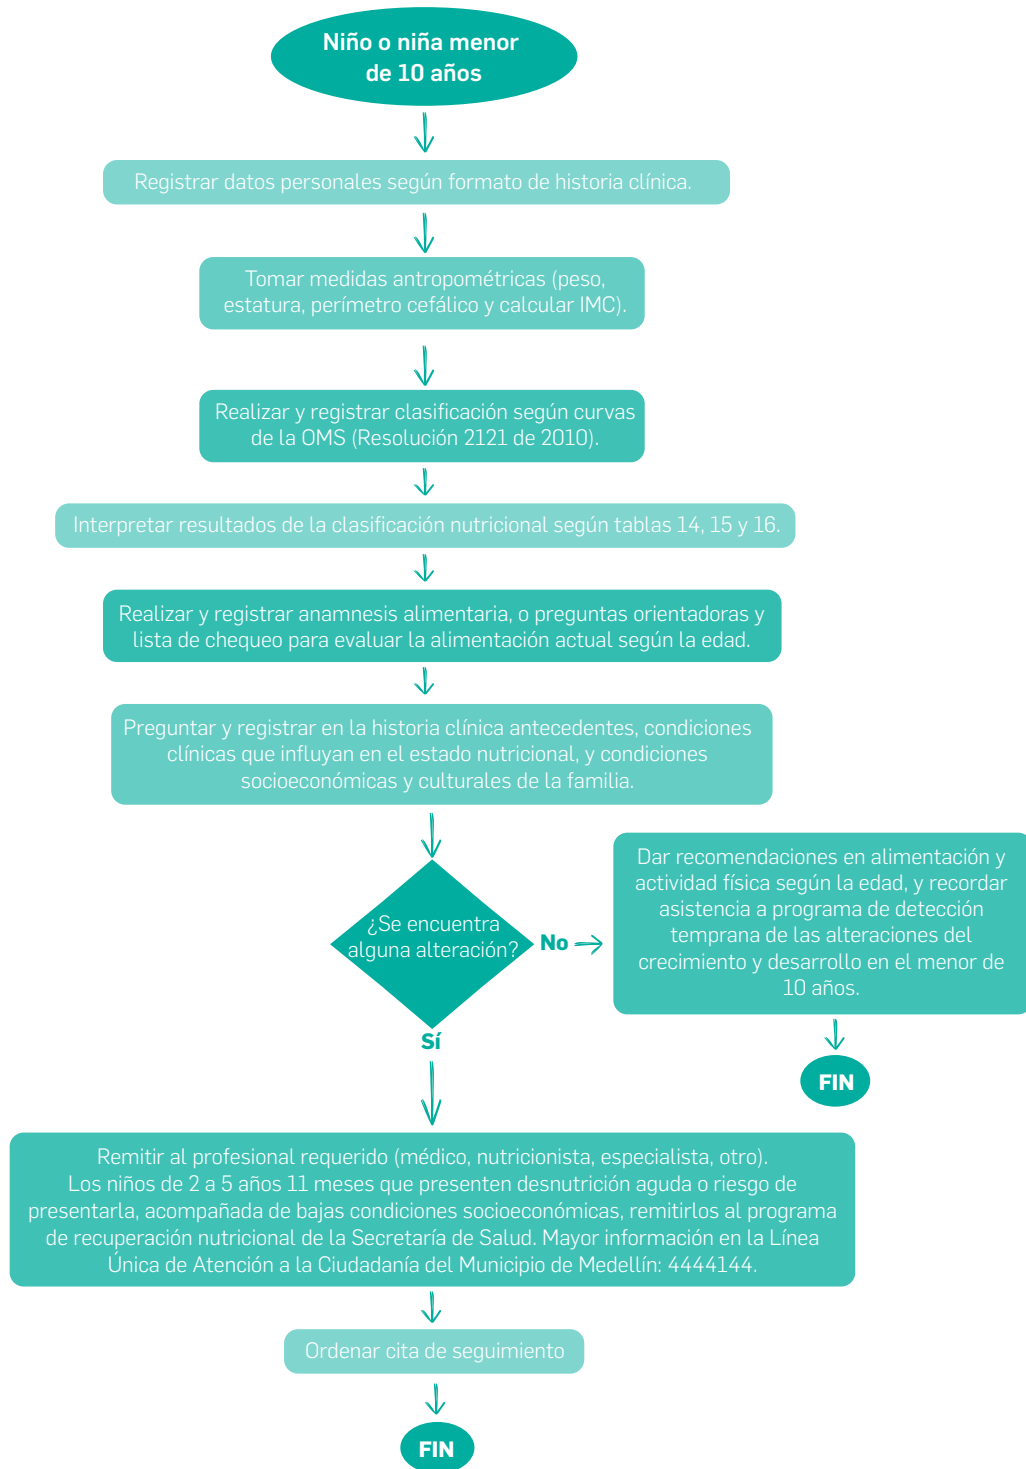 Niño o niña menor
de 10 años
Registrar datos personales según formato de historia clínica.
Tomar medidas antropométricas (peso,
estatura, perímetro cefálico y calcular IMC).
Realizar y registrar clasificación según curvas
de la OMS (Resolución 2121 de 2010).
Interpretar resultados de la clasificación nutricional según tablas 14, 15 y 16.
Realizar y registrar anamnesis alimentaria, o preguntas orientadoras y
lista de chequeo para evaluar la alimentación actual según la edad.
Preguntar y registrar en la historia clínica antecedentes, condiciones
clínicas que influyan en el estado nutricional, y condiciones
socioeconómicas y culturales de la familia.
¿Se encuentra
alguna alteración?
No
Dar recomendaciones en alimentación y
actividad física según la edad, y recordar
asistencia a programa de detección
temprana de las alteraciones del
crecimiento y desarrollo en el menor de
10 años.
FIN
Sí
Remitir al profesional requerido (médico, nutricionista, especialista, otro).
Los niños de 2 a 5 años 11 meses que presenten desnutrición aguda o riesgo de
presentarla, acompañada de bajas condiciones socioeconómicas, remitirlos al programa
de recuperación nutricional de la Secretaría de Salud. Mayor información en la Línea
Única de Atención a la Ciudadanía del Municipio de Medellín: 4444144.
Ordenar cita de seguimiento
FIN